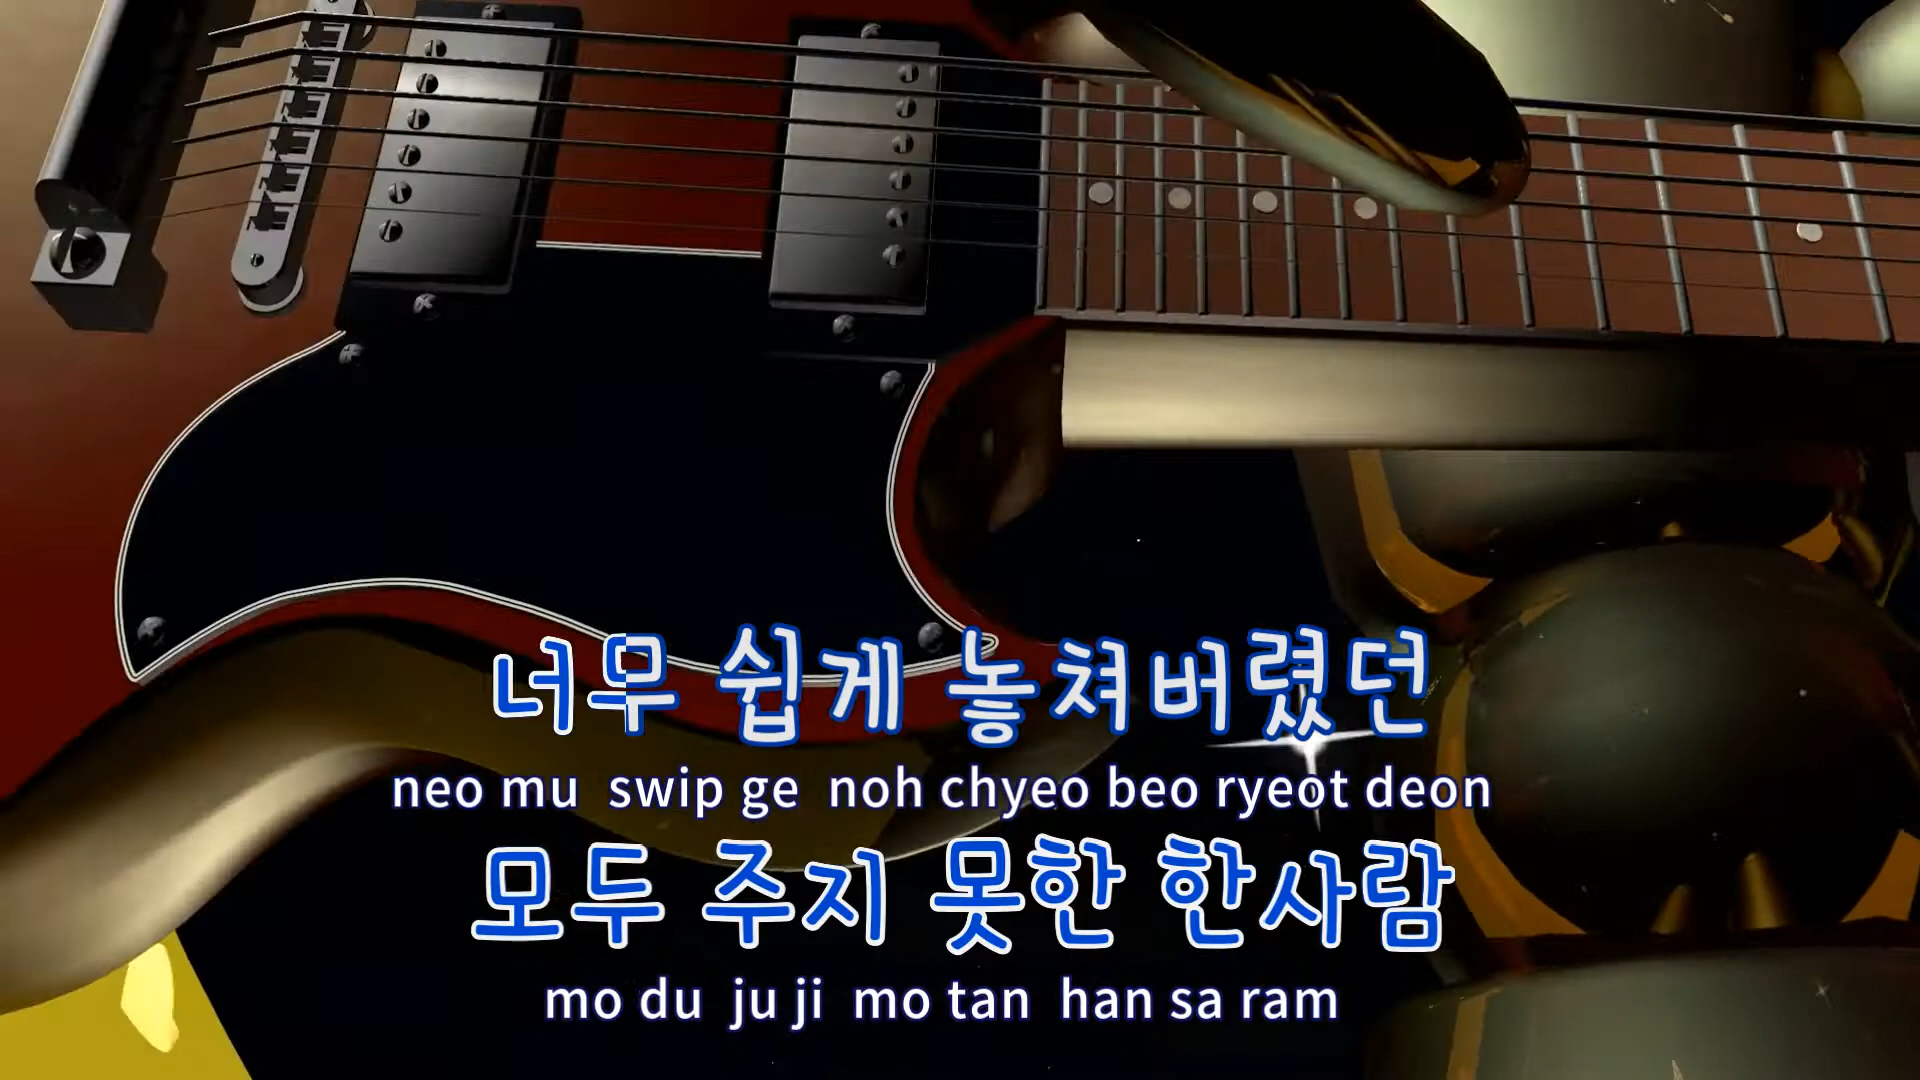 너무 쉽게 놓쳐버렸던
neo mu swip ge noh chyeo beo ryeot deon
모두 주지 못한 한사람
mo du ju ji mo tan han sa ram